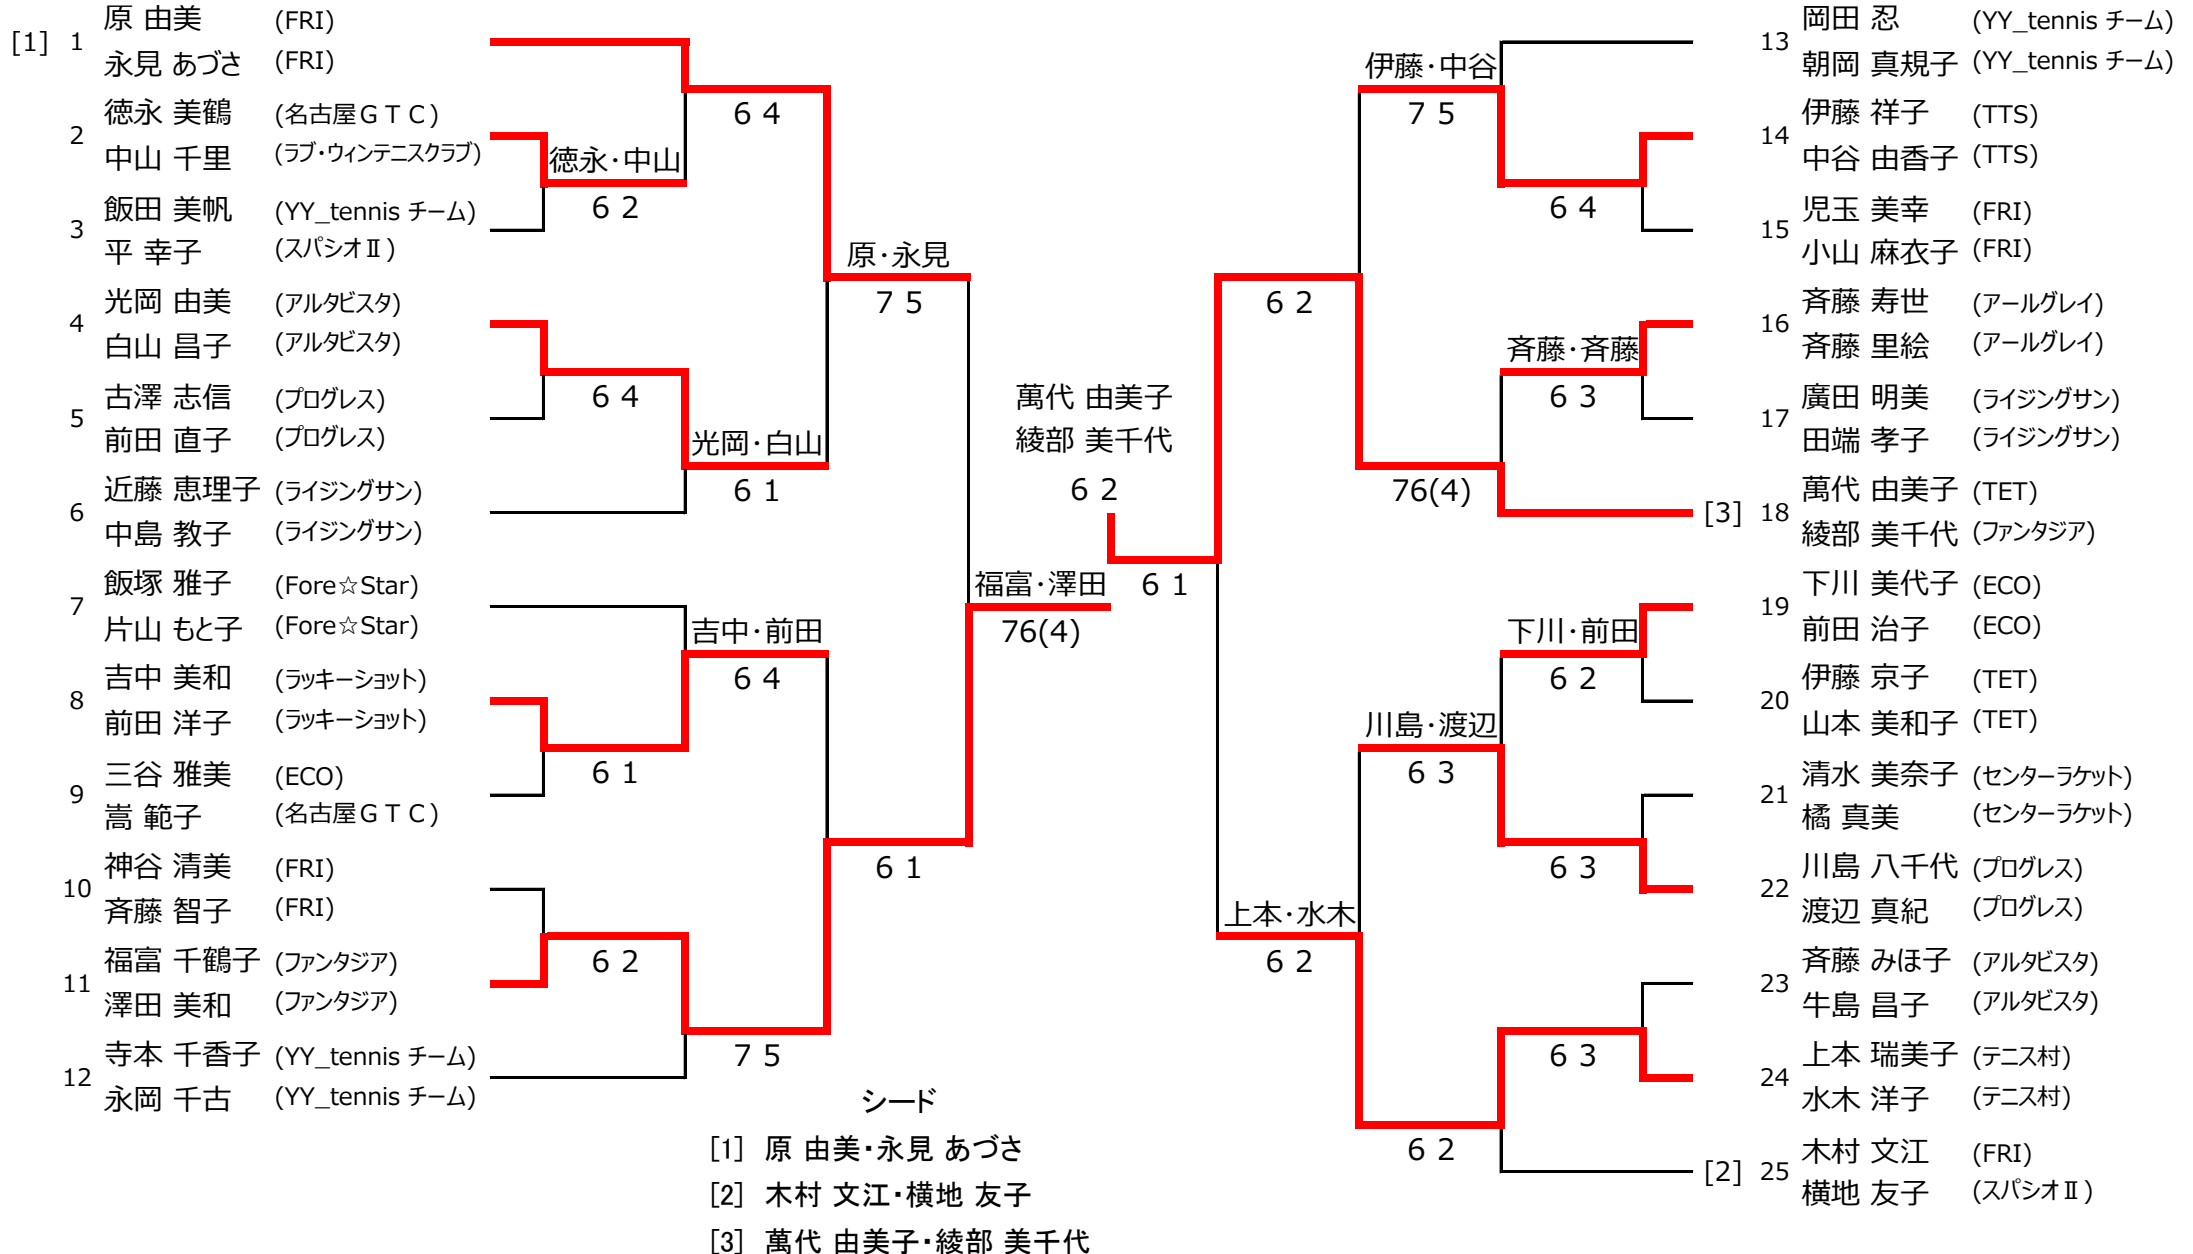 [1] 1 原 由美 (FRI)
永見 あづさ (FRI)
2 徳永 美鶴 (名古屋ＧＴＣ)
中山 千里 (ラブ・ウィンテニスクラブ)
3 飯田 美帆 (YY_tennis チーム)
平 幸子 (スパシオⅡ)
4 光岡 由美 (アルタビスタ)
白山 昌子 (アルタビスタ)
5 古澤 志信 (プログレス)
前田 直子 (プログレス)
6 近藤 恵理子 (ライジングサン)
中島 教子 (ライジングサン)
7 飯塚 雅子 (Fore☆Star)
片山 もと子 (Fore☆Star)
8 吉中 美和 (ラッキーショット)
前田 洋子 (ラッキーショット)
9 三谷 雅美 (ECO)
嵩 範子 (名古屋ＧＴＣ)
10 神谷 清美 (FRI)
斉藤 智子 (FRI)
11 福富 千鶴子 (ファンタジア)
澤田 美和 (ファンタジア)
12 寺本 千香子 (YY_tennis チーム)
永岡 千古 (YY_tennis チーム)
徳永・中山
6 2
6 4
6 1
6 2
6 4
光岡・白山
6 1
吉中・前田
6 4
7 5
原・永見
7 5
6 1
福富・澤田
76(4)
萬代 由美子
綾部 美千代
6 2
6 1
6 2
上本・水木
6 2
伊藤・中谷
7 5
76(4)
川島・渡辺
6 3
6 2
6 4
斉藤・斉藤
6 3
下川・前田
6 2
6 3
6 3
13 岡田 忍 (YY_tennis チーム)
朝岡 真規子 (YY_tennis チーム)
14 伊藤 祥子 (TTS)
中谷 由香子 (TTS)
15 児玉 美幸 (FRI)
小山 麻衣子 (FRI)
16 斉藤 寿世 (アールグレイ)
斉藤 里絵 (アールグレイ)
17 廣田 明美 (ライジングサン)
田端 孝子 (ライジングサン)
[3] 18 萬代 由美子 (TET)
綾部 美千代 (ファンタジア)
19 下川 美代子 (ECO)
前田 治子 (ECO)
20 伊藤 京子 (TET)
山本 美和子 (TET)
21 清水 美奈子 (センターラケット)
橘 真美 (センターラケット)
22 川島 八千代 (プログレス)
渡辺 真紀 (プログレス)
23 斉藤 みほ子 (アルタビスタ)
牛島 昌子 (アルタビスタ)
24 上本 瑞美子 (テニス村)
水木 洋子 (テニス村)
[2] 25 木村 文江 (FRI)
横地 友子 (スパシオⅡ)
シード
[1] 原 由美・永見 あづさ
[2] 木村 文江・横地 友子
[3] 萬代 由美子・綾部 美千代